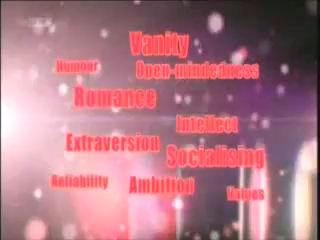 Vanity
Humour
Open-mindedness
Romance
Intellect
Extraversion
Socialising
Reliability
Ambition
Values